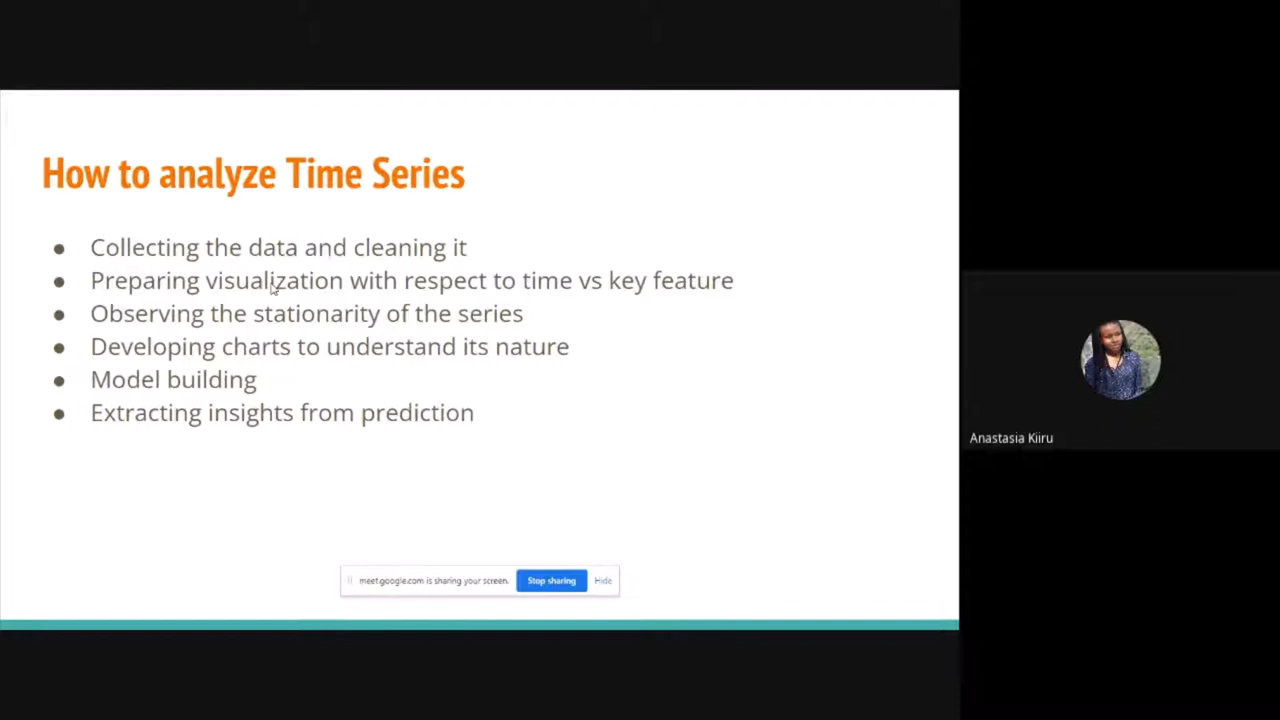 How to analyze Time Series
● Collecting the data and cleaning it
● Preparing visualization with respect to time vs key feature
● Observing the stationarity of the series
● Developing charts to understand its nature
● Model building
● Extracting insights from prediction
meet.google.com is sharing your screen. Stop sharing Hide
Anastasia Kiiru